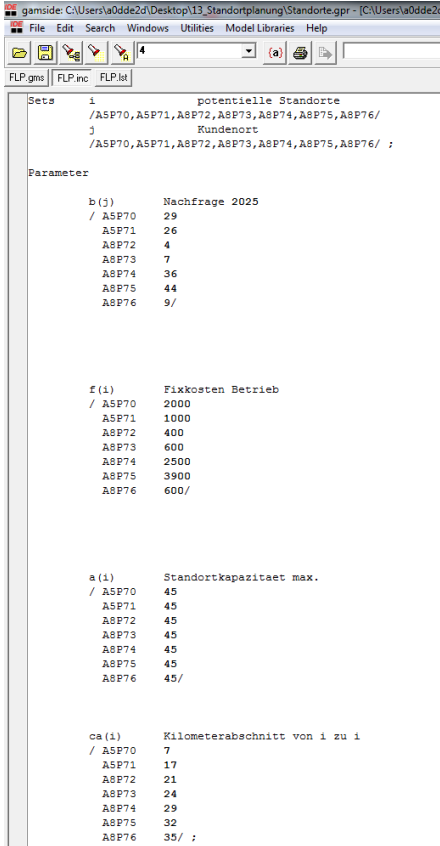 gamside: C:\Users\a0dde2d\Desktop\13_Standortplanung\Standorte.gpr - [C:\Users\a0dde2d
IDE File Edit Search Windows Utilities Model Libraries Help
4 {a}
FLP.gms FLP.inc FLP.lst
Sets i potentielle Standorte
/A5P70,A5P71,A8P72,A8P73,A8P74,A8P75,A8P76/
j Kundenort
/A5P70,A5P71,A8P72,A8P73,A8P74,A8P75,A8P76/ ;
Parameter
b(j) Nachfrage 2025
/ A5P70 29
A5P71 26
A8P72 4
A8P73 7
A8P74 36
A8P75 44
A8P76 9/
f(i) Fixkosten Betrieb
/ A5P70 2000
A5P71 1000
A8P72 400
A8P73 600
A8P74 2500
A8P75 3900
A8P76 600/
a(i) Standortkapazitaet max.
/ A5P70 45
A5P71 45
A8P72 45
A8P73 45
A8P74 45
A8P75 45
A8P76 45/
ca(i) Kilometerabschnitt von i zu i
/ A5P70 7
A5P71 17
A8P72 21
A8P73 24
A8P74 29
A8P75 32
A8P76 35/ ;